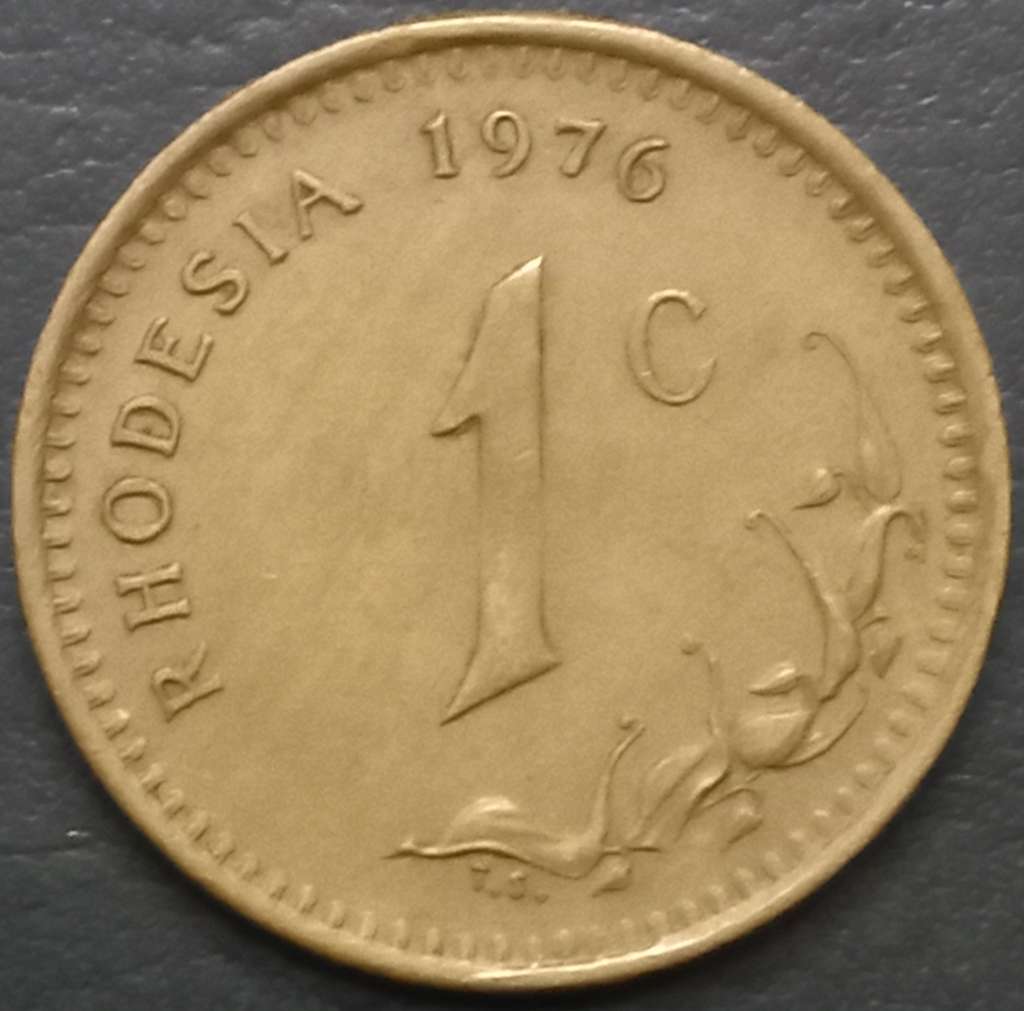 RHODESIA 1976
1 C
T.S.